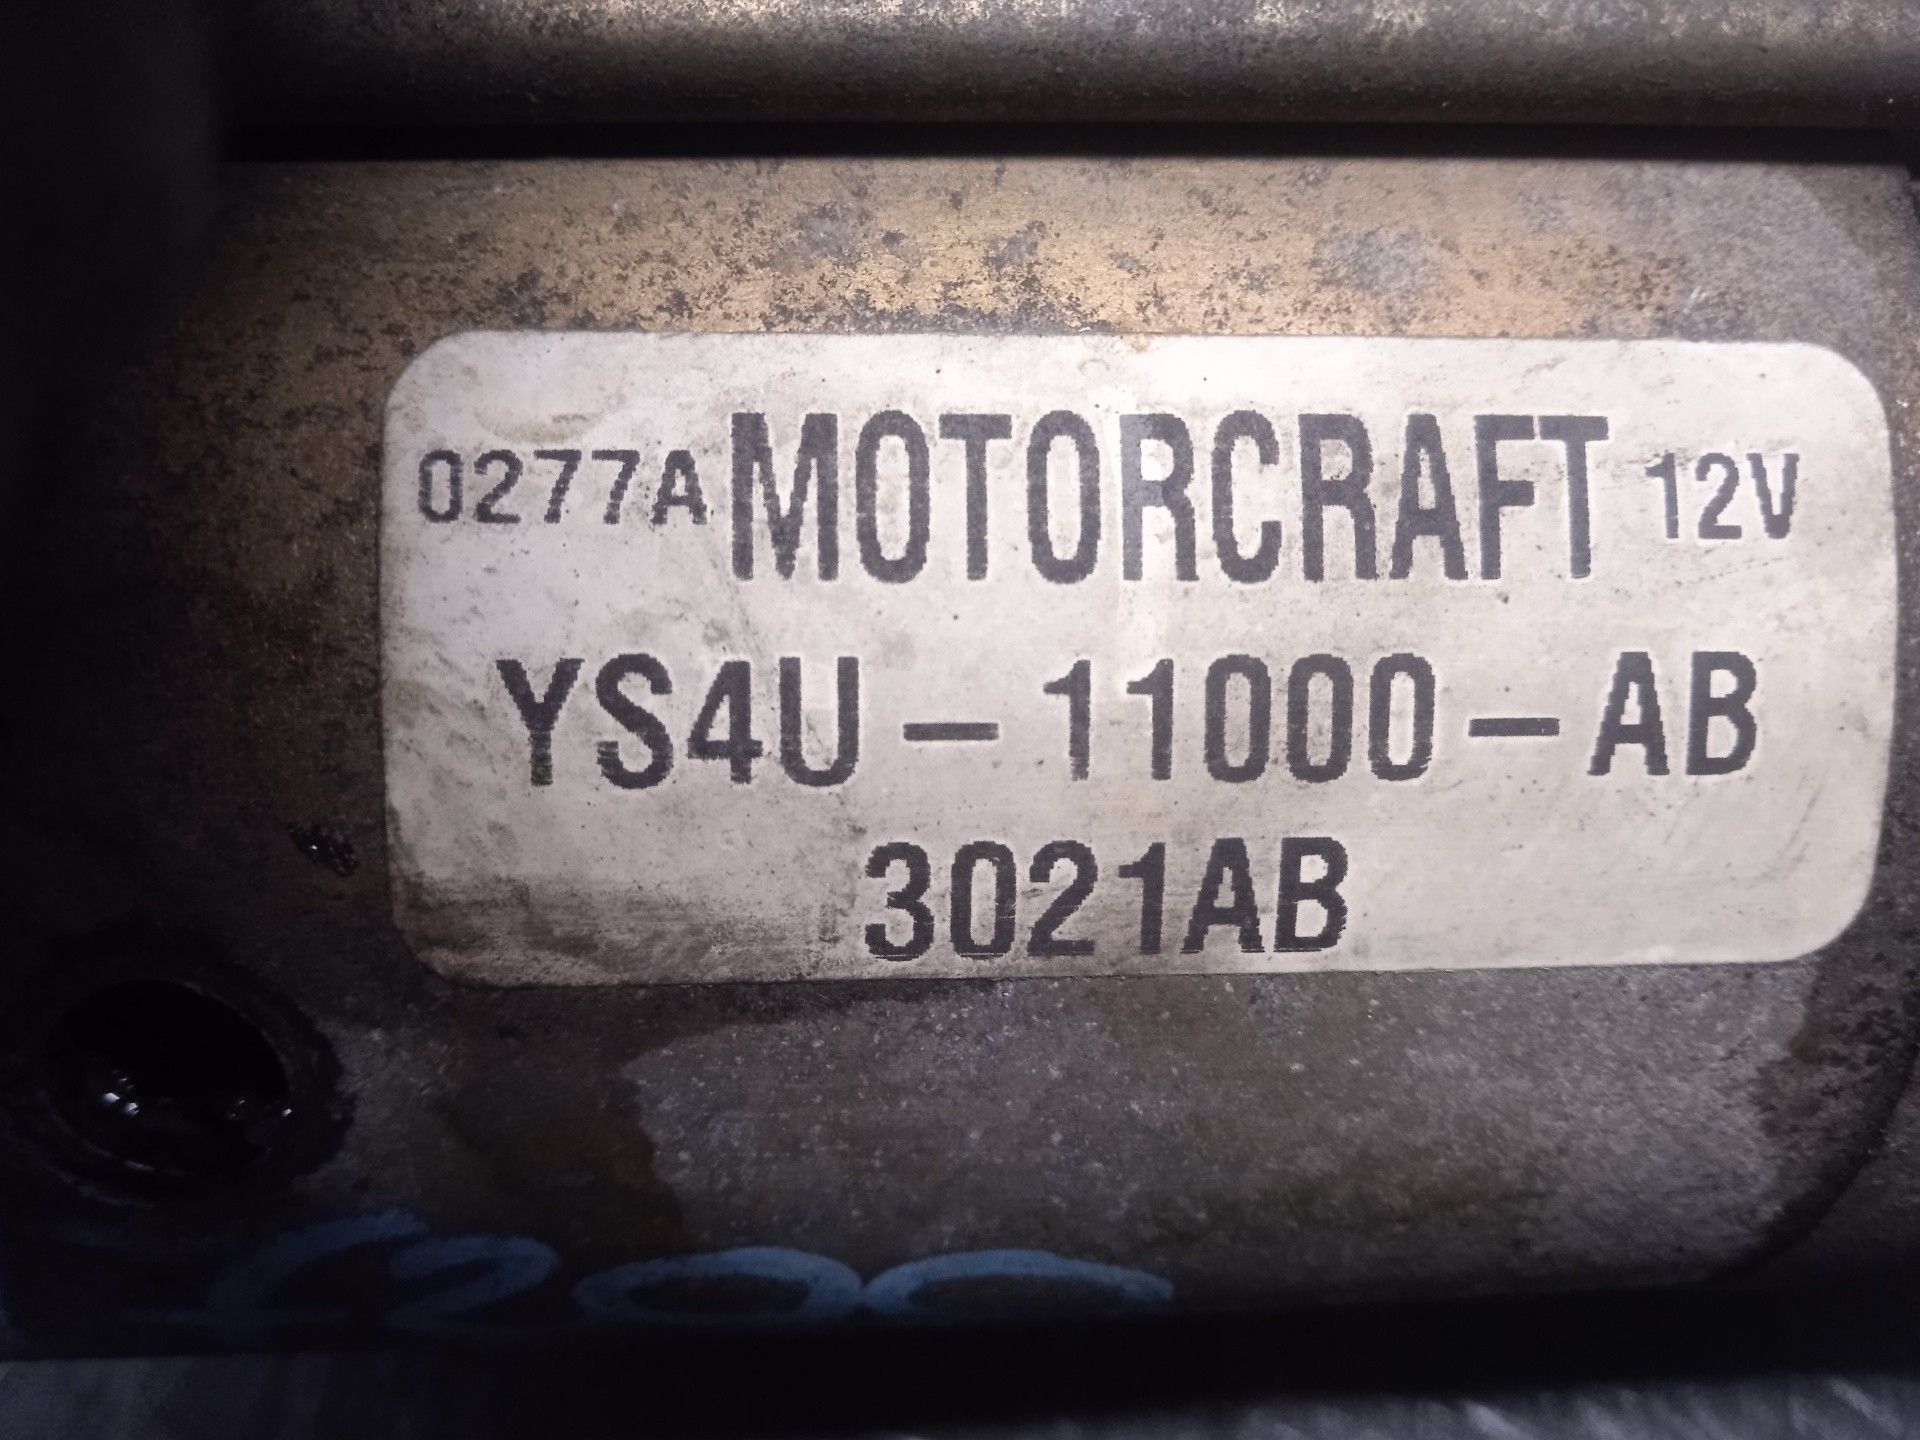 0277A MOTORCRAFT 12V
YS4U-11000-AB
3021AB